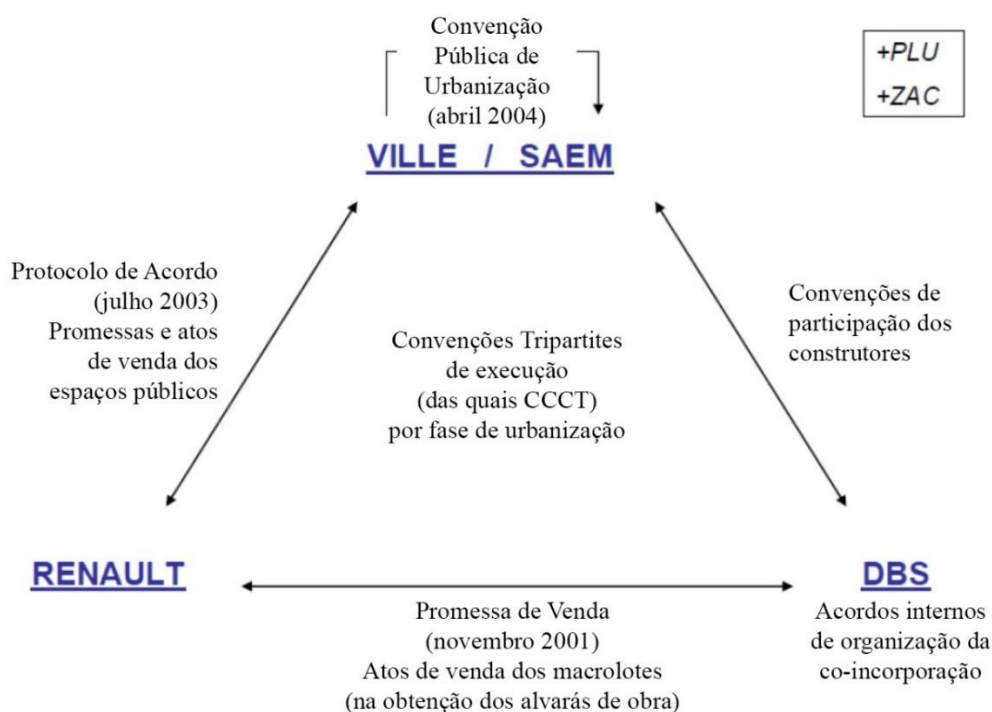 Convenção
Pública de
Urbanização
(abril 2004)
+PLU
+ZAC
VILLE / SAEM
Protocolo de Acordo
(julho 2003)
Promessas e atos
de venda dos
espaços públicos
Convenções Tripartites
de execução
(das quais CCCT)
por fase de urbanização
Convenções de
participação dos
construtores
RENAULT
DBS
Promessa de Venda
(novembro 2001)
Atos de venda dos macrolotes
(na obtenção dos alvarás de obra)
Acordos internos
de organização da
co-incorporação